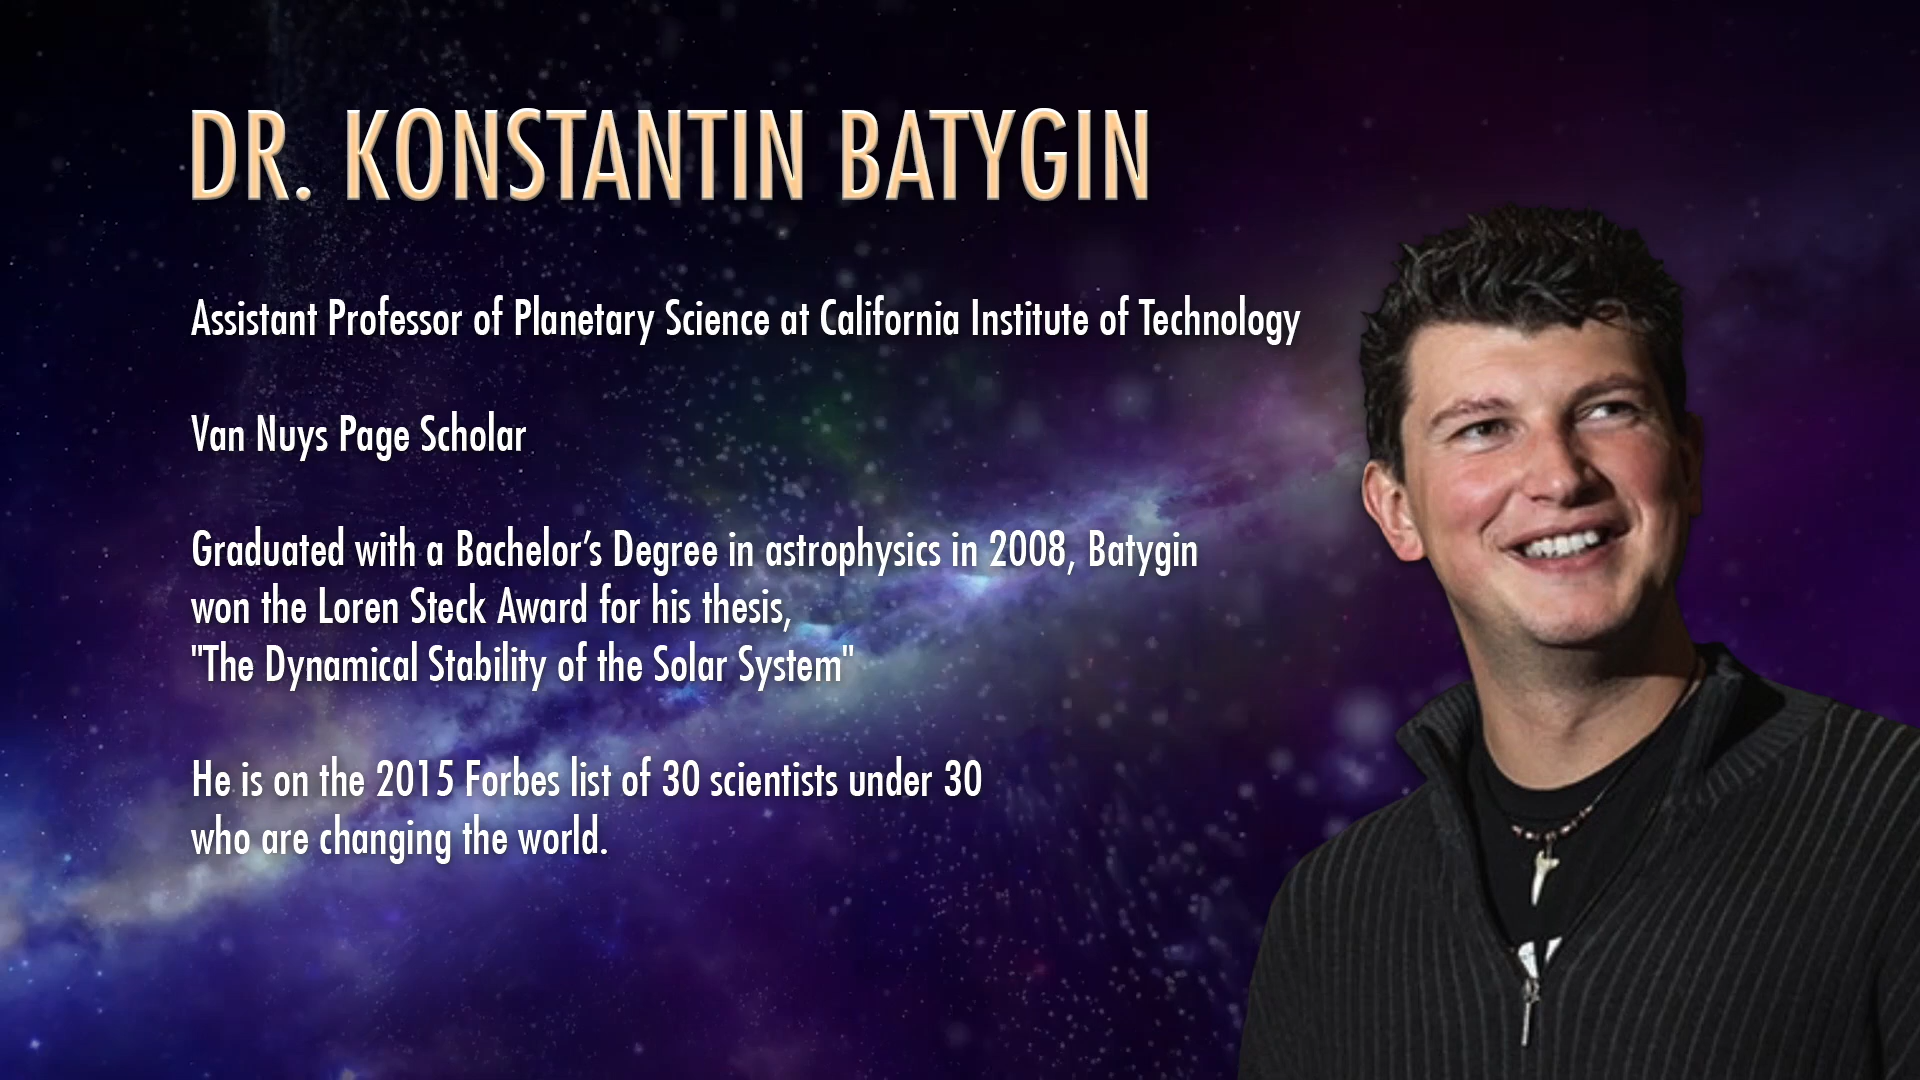 DR. KONSTANTIN BATYGIN
Assistant Professor of Planetary Science at California Institute of Technology
Van Nuys Page Scholar
Graduated with a Bachelor’s Degree in astrophysics in 2008, Batygin
won the Loren Steck Award for his thesis,
"The Dynamical Stability of the Solar System"
He is on the 2015 Forbes list of 30 scientists under 30
who are changing the world.